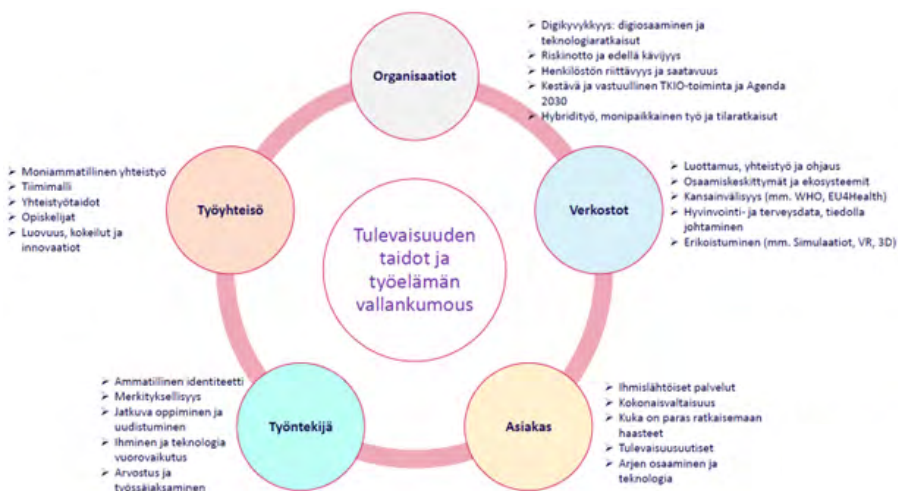 Organisaatiot
➢ Digikyvykkyys: digiosaaminen ja
teknologiaratkaisut
➢ Riskinotto ja edellä kävijyys
➢ Henkilöstön riittävyys ja saatavuus
➢ Kestävä ja vastuullinen TKIO-toiminta ja Agenda
2030
➢ Hybridityö, monipaikkainen työ ja tilaratkaisut
Verkostot
➢ Luottamus, yhteistyö ja ohjaus
➢ Osaamiskeskittymät ja ekosysteemit
➢ Kansainvälisyys (mm. WHO, EU4Health)
➢ Hyvinvointi- ja terveysdata, tiedolla
johtaminen
➢ Erikoistuminen (mm. Simulaatiot, VR, 3D)
Asiakas
➢ Ihmislähtöiset palvelut
➢ Kokonaisvaltaisuus
➢ Kuka on paras ratkaisemaan
haasteet
➢ Tulevaisuusuutiset
➢ Arjen osaaminen ja
teknologia
Työntekijä
➢ Ammatillinen identiteetti
➢ Merkityksellisyys
➢ Jatkuva oppiminen ja
uudistuminen
➢ Ihminen ja teknologia
vuorovaikutus
➢ Arvostus ja
työssäjaksaminen
Työyhteisö
➢ Moniammatillinen yhteistyö
➢ Tiimimalli
➢ Yhteistyötaidot
➢ Opiskelijat
➢ Luovuus, kokeilut ja
innovaatiot
Tulevaisuuden
taidot ja
työelämän
vallankumous